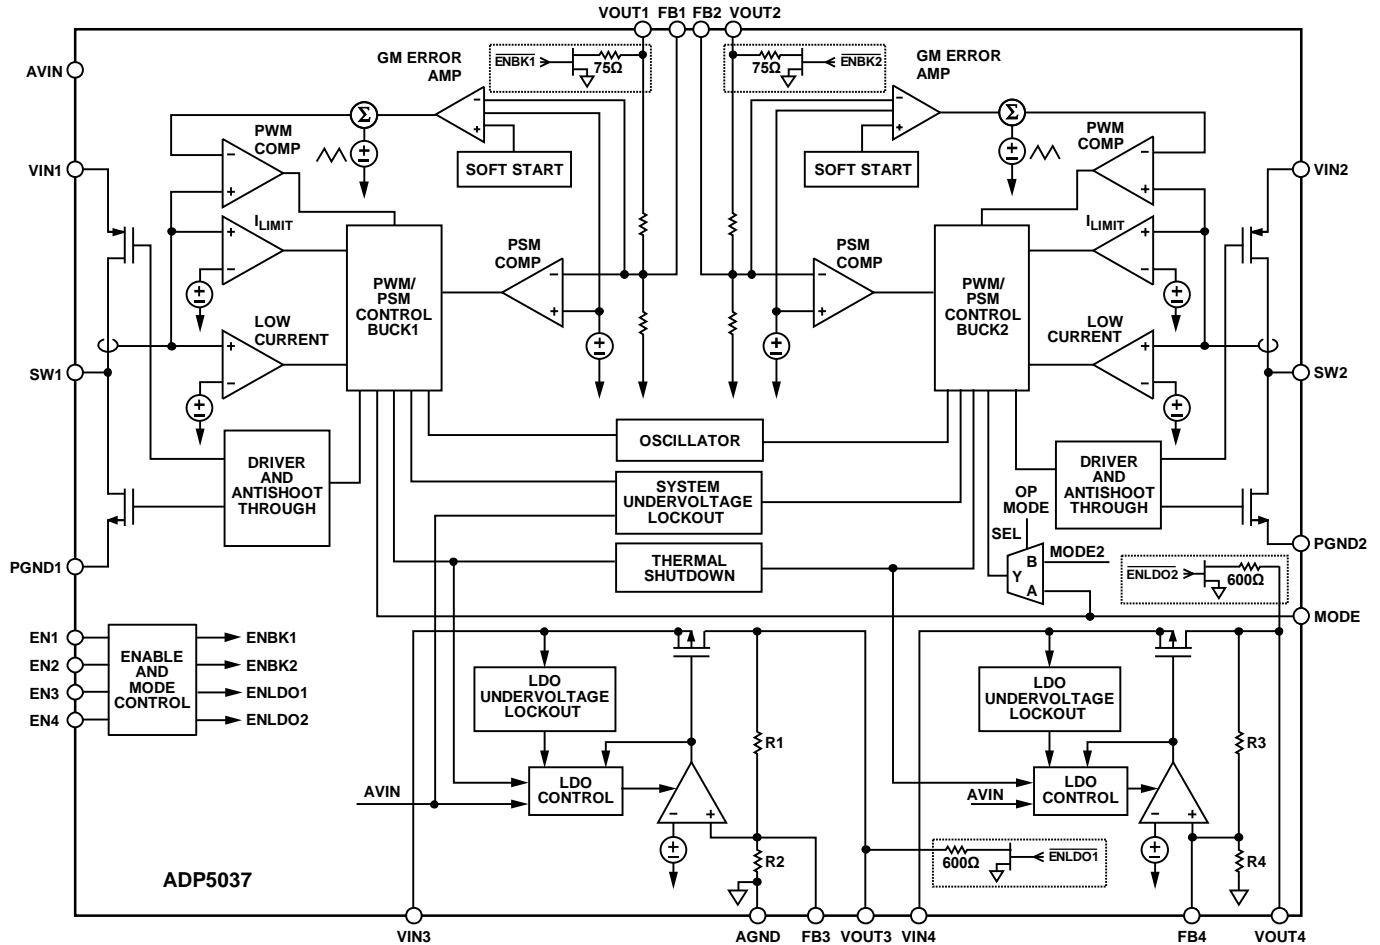 VOUT1 FB1 FB2 VOUT2
AVIN
GM ERROR
AMP
ENBK1
75Ω
75Ω
ENBK2
GM ERROR
AMP
Σ
Σ
PWM
COMP
SOFT START
SOFT START
PWM
COMP
VIN1
VIN2
ILIMIT
ILIMIT
PSM
COMP
PSM
COMP
PWM/
PSM
CONTROL
BUCK1
PWM/
PSM
CONTROL
BUCK2
LOW
CURRENT
LOW
CURRENT
SW1
SW2
OSCILLATOR
DRIVER
AND
ANTISHOOT
THROUGH
SYSTEM
UNDERVOLTAGE
LOCKOUT
DRIVER
AND
ANTISHOOT
THROUGH
OP
MODE
SEL
PGND1
PGND2
THERMAL
SHUTDOWN
B
Y
A
MODE2
ENLDO2
600Ω
MODE
EN1
EN2
EN3
EN4
ENABLE
AND
MODE
CONTROL
ENBK1
ENBK2
ENLDO1
ENLDO2
LDO
UNDERVOLTAGE
LOCKOUT
LDO
UNDERVOLTAGE
LOCKOUT
R1
R3
AVIN
LDO
CONTROL
AVIN
LDO
CONTROL
R2
600Ω
ENLDO1
R4
ADP5037
VIN3 AGND FB3 VOUT3 VIN4 FB4 VOUT4